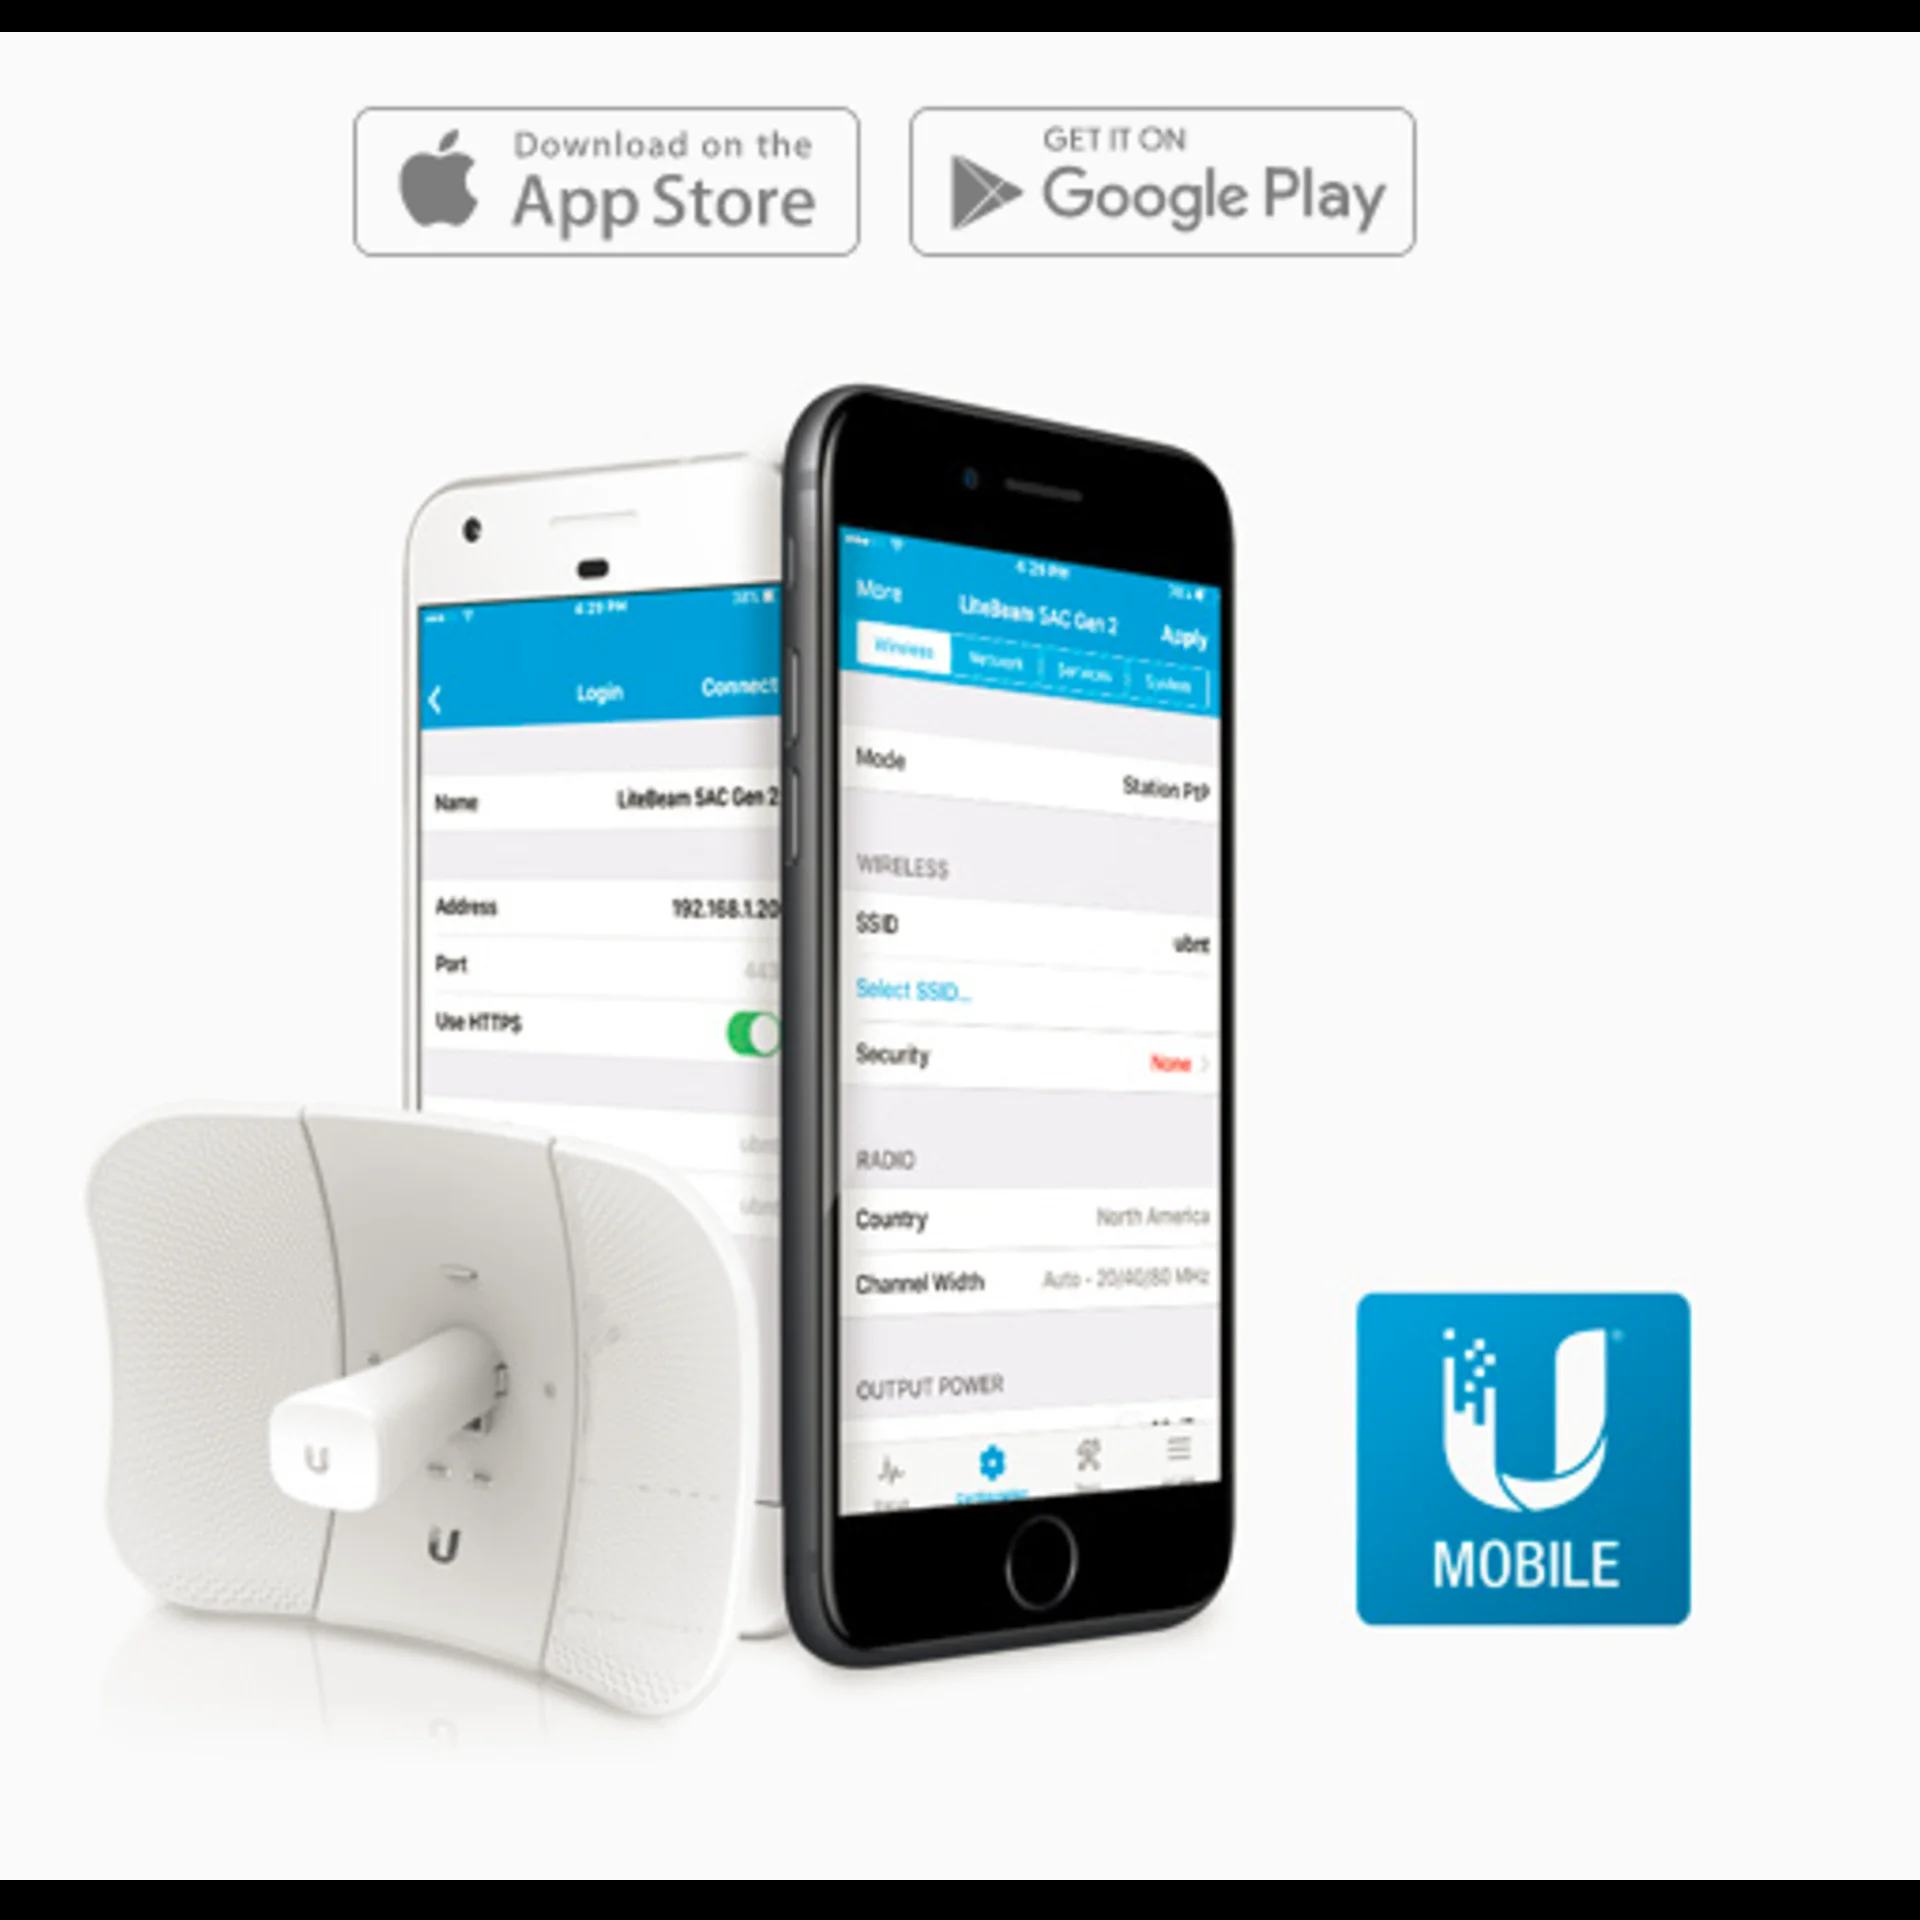 Download on the
App Store
GET IT ON
Google Play
4:29 PM
38%
Login
Connect
Name
LiteBeam 5AC Gen 2
Address
192.168.1.20
Port
443
Use HTTPS
ubnt
ubnt
4:29 PM
More
LiteBeam 5AC Gen 2
Apply
Wireless
Network
Services
System
Mode
Station PtP
WIRELESS
SSID
ubnt
Select SSID...
Security
None
RADIO
Country
North America
Channel Width
Auto - 20/40/80 MHz
OUTPUT POWER
U
U
U
MOBILE